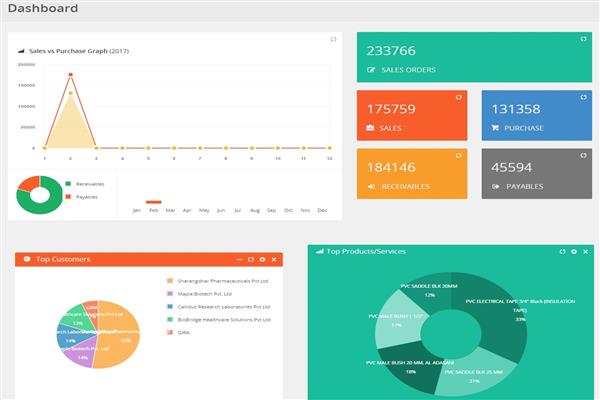 Dashboard
Sales vs Purchase Graph (2017)
200000
150000
100000
50000
0
1 2 3 4 5 6 7 8 9 10 11 12
Receivables
Payables
Jan Feb Mar Apr May Jun Jul Aug Sep Oct Nov Dec
233766
SALES ORDERS
175759
SALES
131358
PURCHASE
184146
RECEIVABLES
45594
PAYABLES
Top Customers
Sharangdhar Pharmaceuticals Pvt Ltd
Maple Biotech Pvt. Ltd
Callidus Research Laboratories Pvt Ltd
BioBridge Healthcare Solutions Pvt Ltd
GIRA
GIRA
13%
14%
14%
Top Products/Services
PVC SADDLE BLK 20MM
12%
PVC ELECTRICAL TAPE 3/4" Black (INSULATION
TAPE)
33%
PVC MALE BUSH 1 1/2"
17%
PVC MALE BUSH 20 MM, AL ADASANI
18%
PVC SADDLE BLK 25 MM
21%